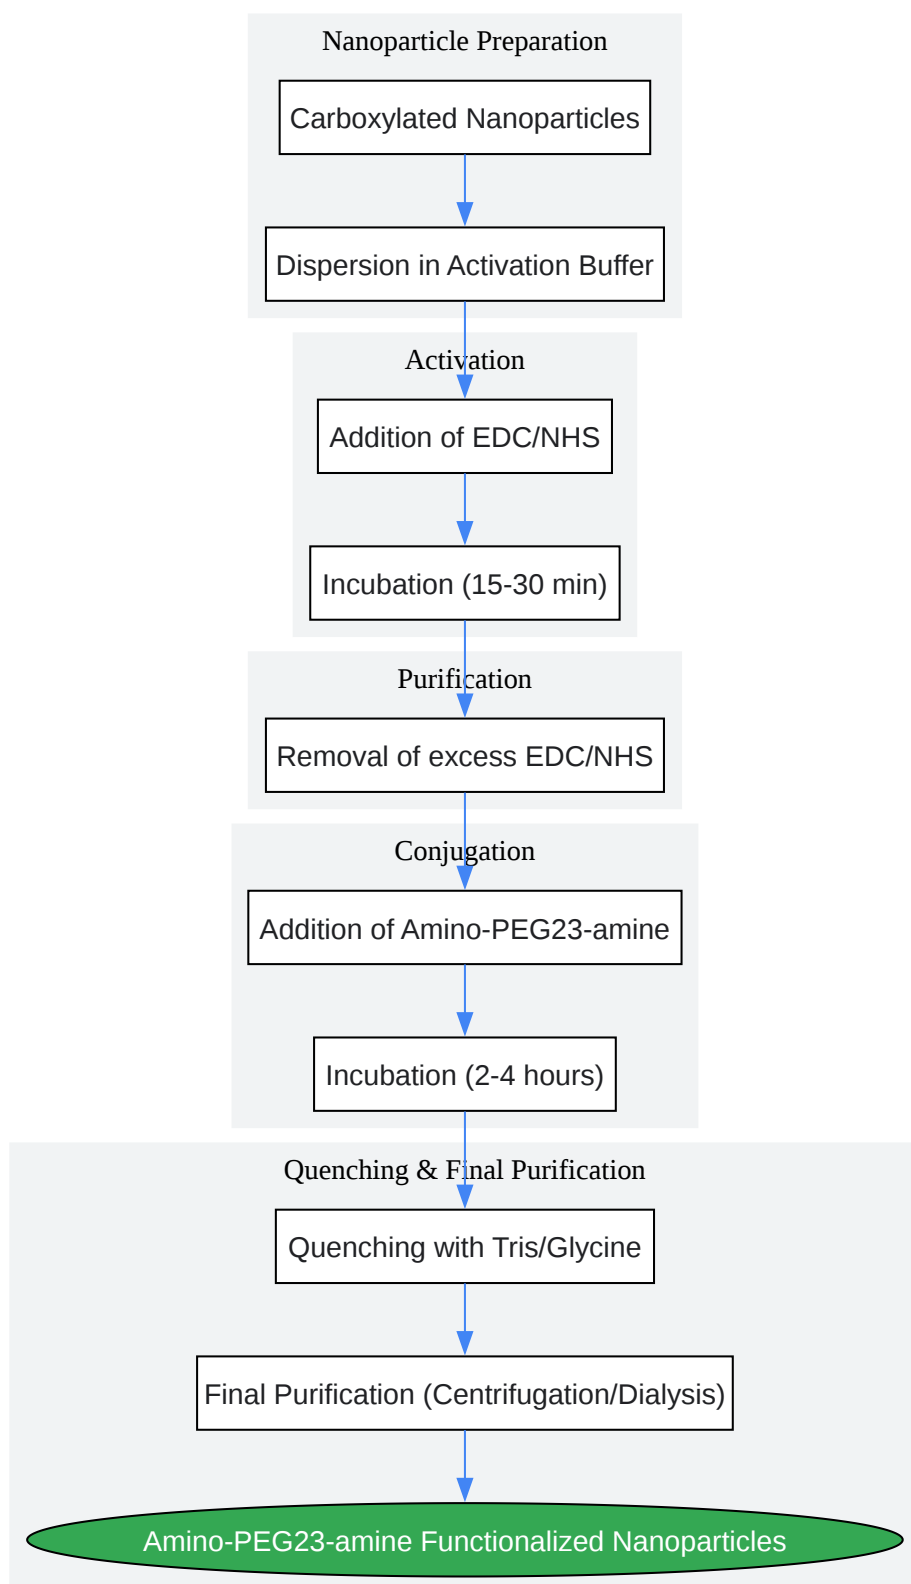 Nanoparticle Preparation
Carboxylated Nanoparticles
Dispersion in Activation Buffer
Activation
Addition of EDC/NHS
Incubation (15-30 min)
Purification
Removal of excess EDC/NHS
Conjugation
Addition of Amino-PEG23-amine
Incubation (2-4 hours)
Quenching & Final Purification
Quenching with Tris/Glycine
Final Purification (Centrifugation/Dialysis)
Amino-PEG23-amine Functionalized Nanoparticles